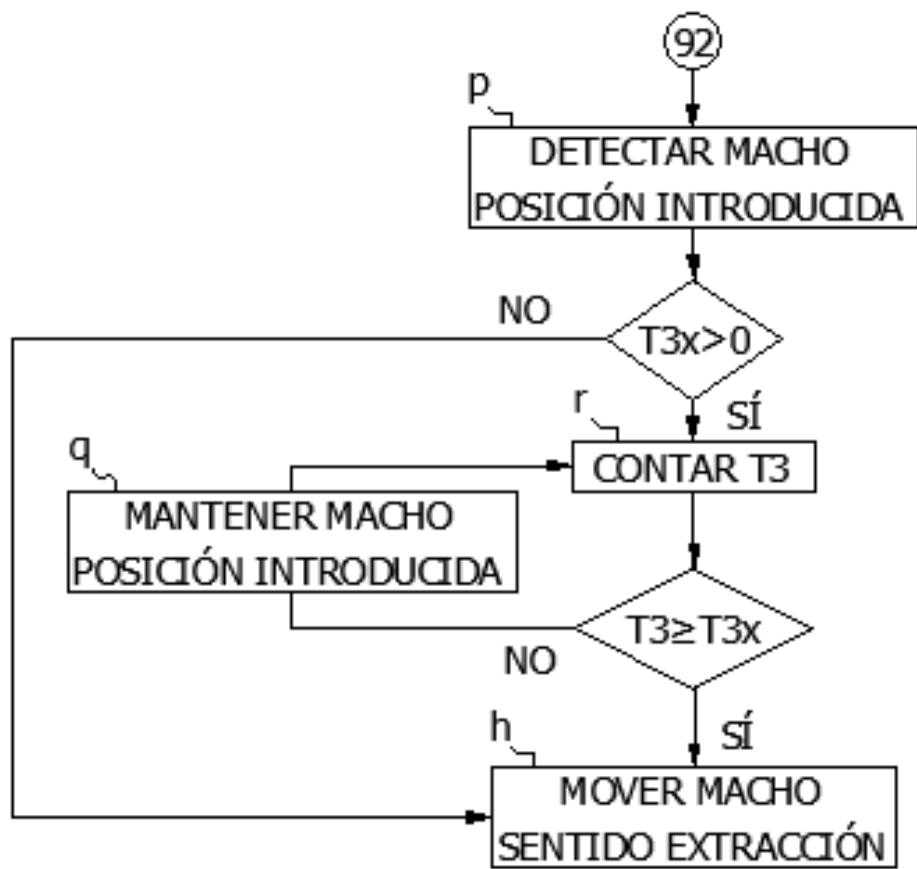 92
p
DETECTAR MACHO
POSICIÓN INTRODUCIDA
NO
T3x>0
r
SÍ
q
CONTAR T3
MANTENER MACHO
POSICIÓN INTRODUCIDA
T3≥T3x
NO
h
SÍ
MOVER MACHO
SENTIDO EXTRACCIÓN